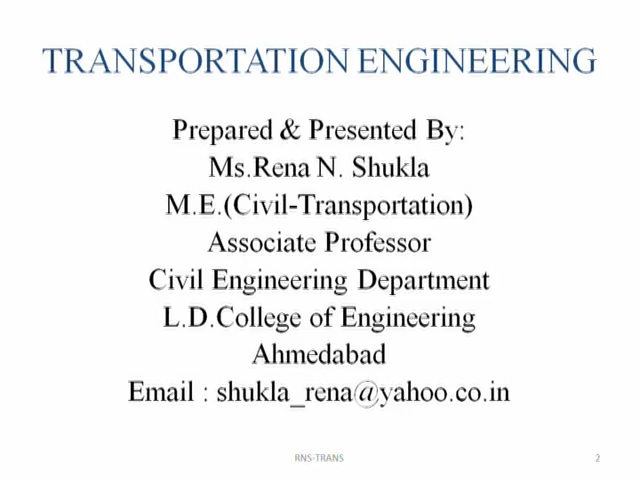 TRANSPORTATION ENGINEERING
Prepared & Presented By:
Ms.Rena N. Shukla
M.E.(Civil-Transportation)
Associate Professor
Civil Engineering Department
L.D.College of Engineering
Ahmedabad
Email : shukla_rena@yahoo.co.in
RNS-TRANS
2